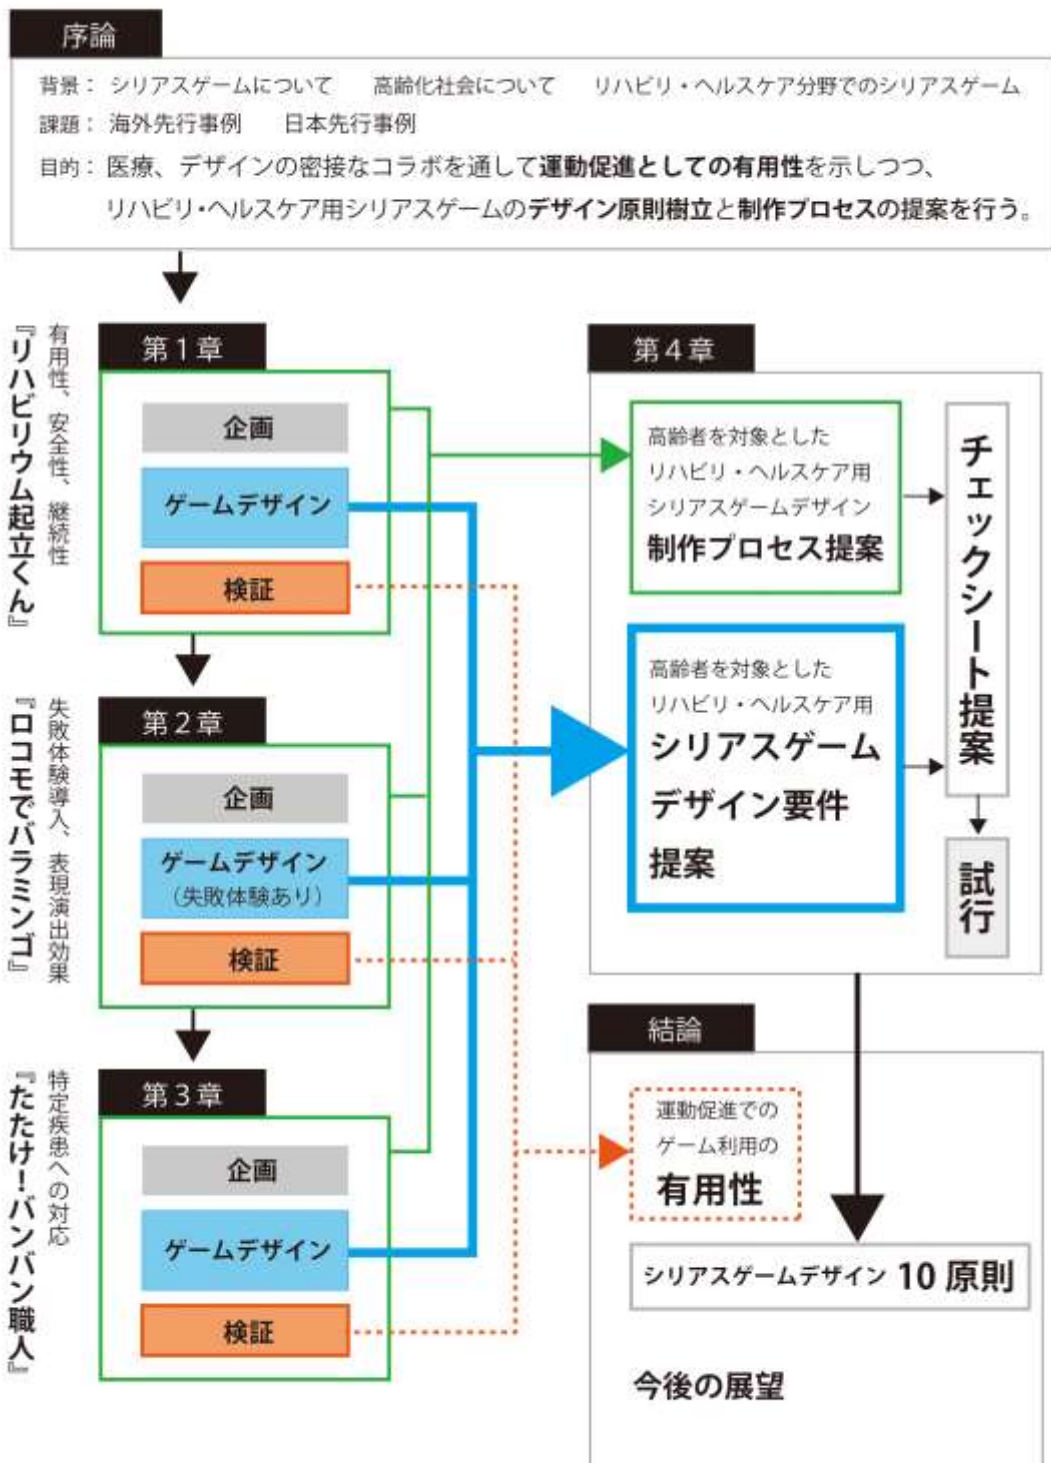 序論
背景： シリアスゲームについて　高齢化社会について　リハビリ・ヘルスケア分野でのシリアスゲーム
課題： 海外先行事例　日本先行事例
目的： 医療、デザインの密接なコラボを通して運動促進としての有用性を示しつつ、
リハビリ・ヘルスケア用シリアスゲームのデザイン原則樹立と制作プロセスの提案を行う。
有用性、安全性、継続性
『リハビリウム起立くん』
第１章
企画
ゲームデザイン
検証
失敗体験導入、表現演出効果
『ロコモでバラミンゴ』
第２章
企画
ゲームデザイン
（失敗体験あり）
検証
特定疾患への対応
『たたけ！バンバン職人』
第３章
企画
ゲームデザイン
検証
第４章
高齢者を対象とした
リハビリ・ヘルスケア用
シリアスゲームデザイン
制作プロセス提案
高齢者を対象とした
リハビリ・ヘルスケア用
シリアスゲーム
デザイン要件
提案
チェックシート提案
試行
結論
運動促進での
ゲーム利用の
有用性
シリアスゲームデザイン 10 原則
今後の展望